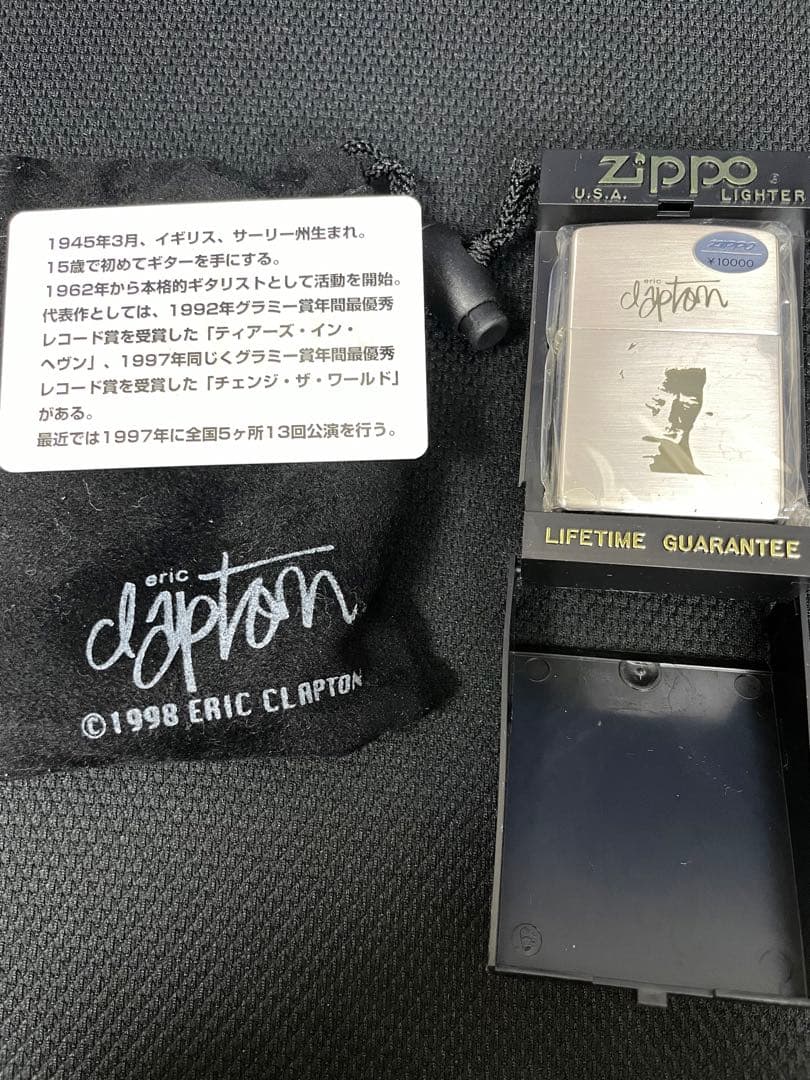 1945年3月、イギリス、サーリー州生まれ。
15歳で初めてギターを手にする。
1962年から本格的ギタリストとして活動を開始。
代表作としては、1992年グラミー賞年間最優秀
レコード賞を受賞した「ティアーズ・イン・
ヘヴン」、1997年同じくグラミー賞年間最優秀
レコード賞を受賞した「チェンジ・ザ・ワールド」
がある。
最近では1997年に全国5ヶ所13回公演を行う。
eric
clapton
©1998 ERIC CLAPTON
zippo
U.S.A. LIGHTER
ZIPPO
¥10000
eric
clapton
LIFETIME GUARANTEE